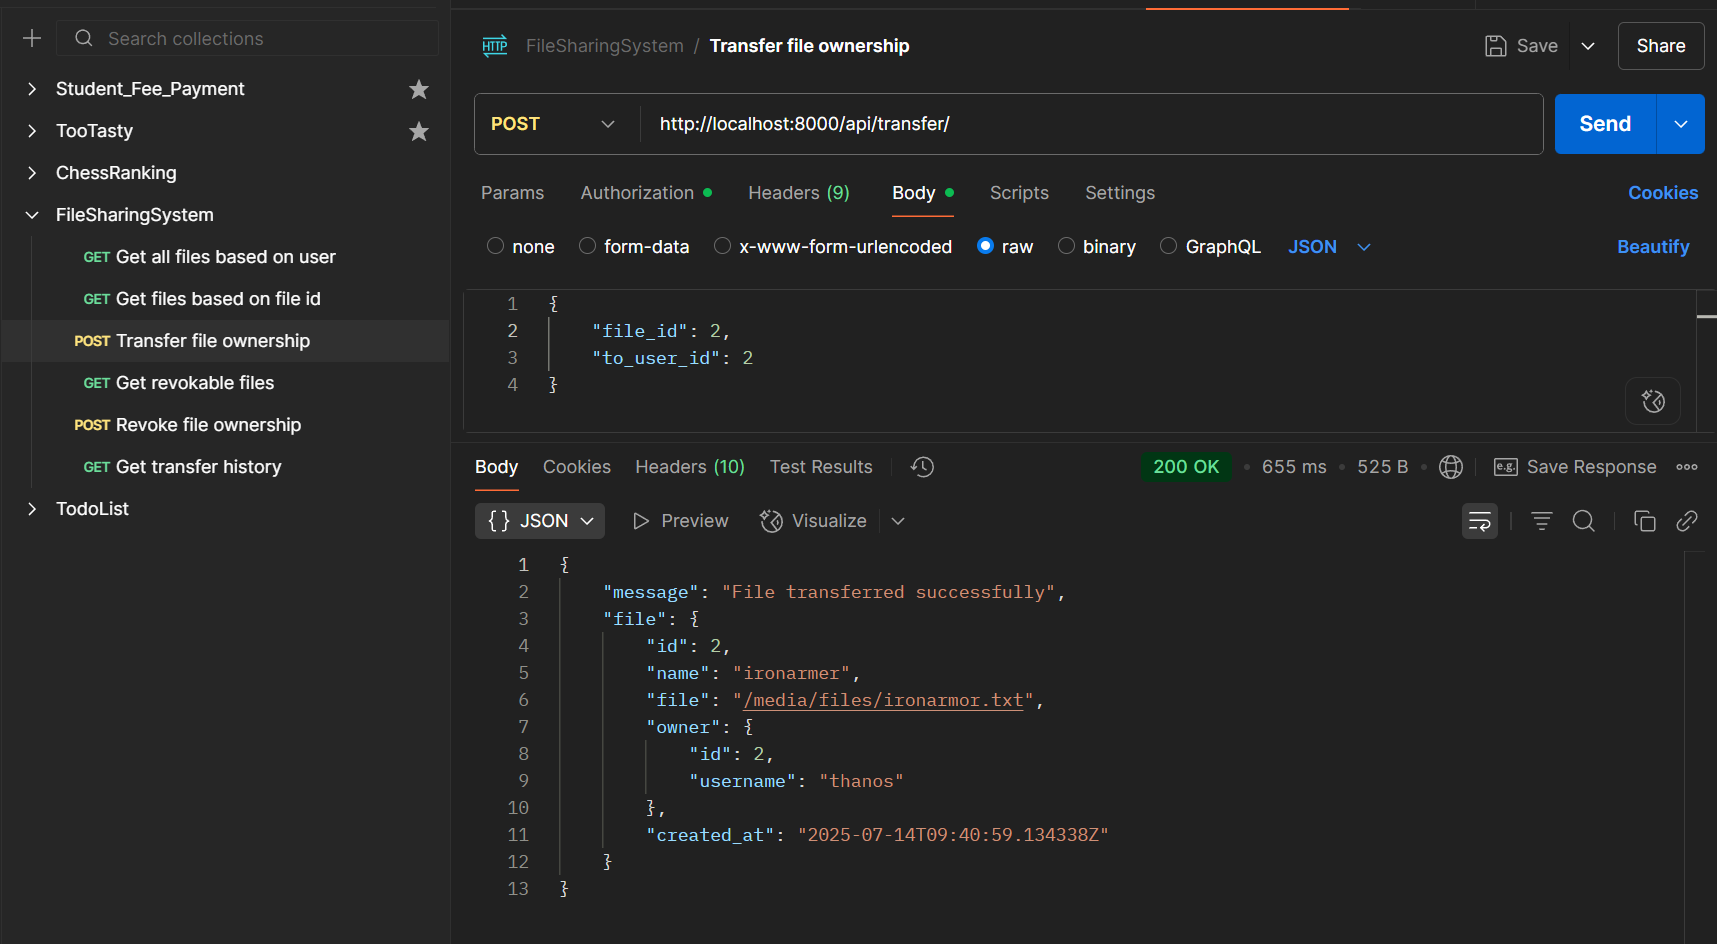 Search collections
Student_Fee_Payment
TooTasty
ChessRanking
FileSharingSystem
GET Get all files based on user
GET Get files based on file id
POST Transfer file ownership
GET Get revokable files
POST Revoke file ownership
GET Get transfer history
TodoList
HTTP FileSharingSystem / Transfer file ownership
Save
Share
POST http://localhost:8000/api/transfer/
Send
Params Authorization Headers (9) Body Scripts Settings
Cookies
none form-data x-www-form-urlencoded raw binary GraphQL JSON
Beautify
1 {
2 "file_id": 2,
3 "to_user_id": 2
4 }
Body Cookies Headers (10) Test Results
200 OK • 655 ms • 525 B • e.g. Save Response
{} JSON Preview Visualize
1 {
2 "message": "File transferred successfully",
3 "file": {
4 "id": 2,
5 "name": "ironarmer",
6 "file": "/media/files/ironarmor.txt",
7 "owner": {
8 "id": 2,
9 "username": "thanos"
10 },
11 "created_at": "2025-07-14T09:40:59.134338Z"
12 }
13 }